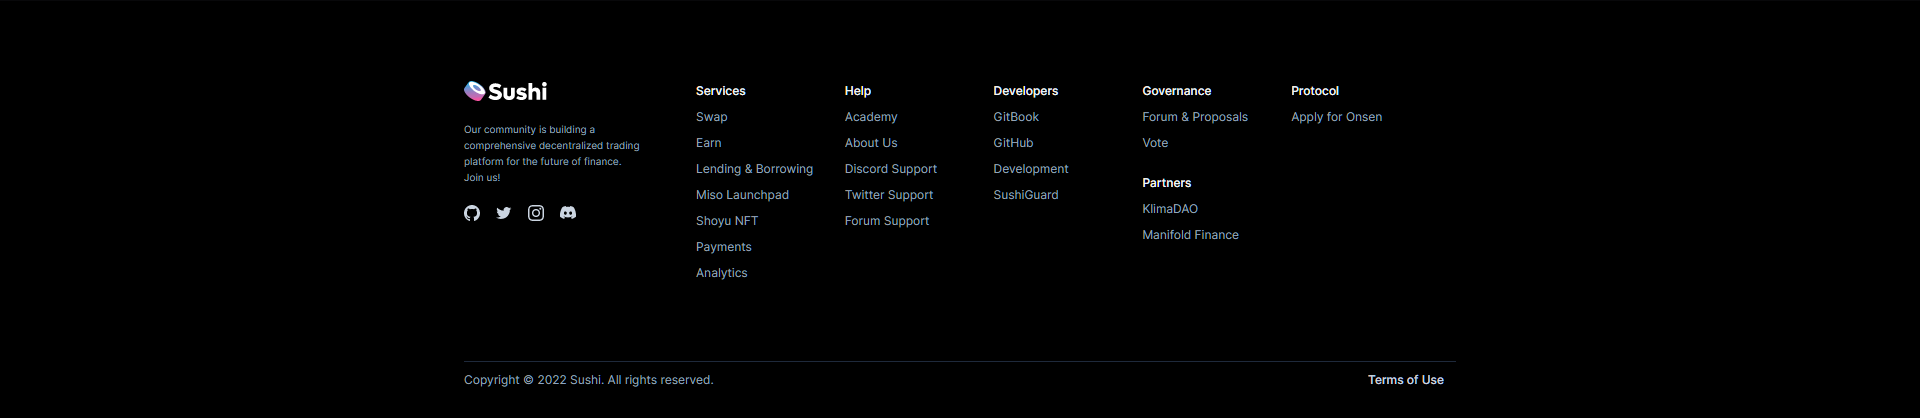 Sushi
Our community is building a
comprehensive decentralized trading
platform for the future of finance.
Join us!
Services
Swap
Earn
Lending & Borrowing
Miso Launchpad
Shoyu NFT
Payments
Analytics
Help
Academy
About Us
Discord Support
Twitter Support
Forum Support
Developers
GitBook
GitHub
Development
SushiGuard
Governance
Forum & Proposals
Vote
Partners
KlimaDAO
Manifold Finance
Protocol
Apply for Onsen
Copyright © 2022 Sushi. All rights reserved.
Terms of Use